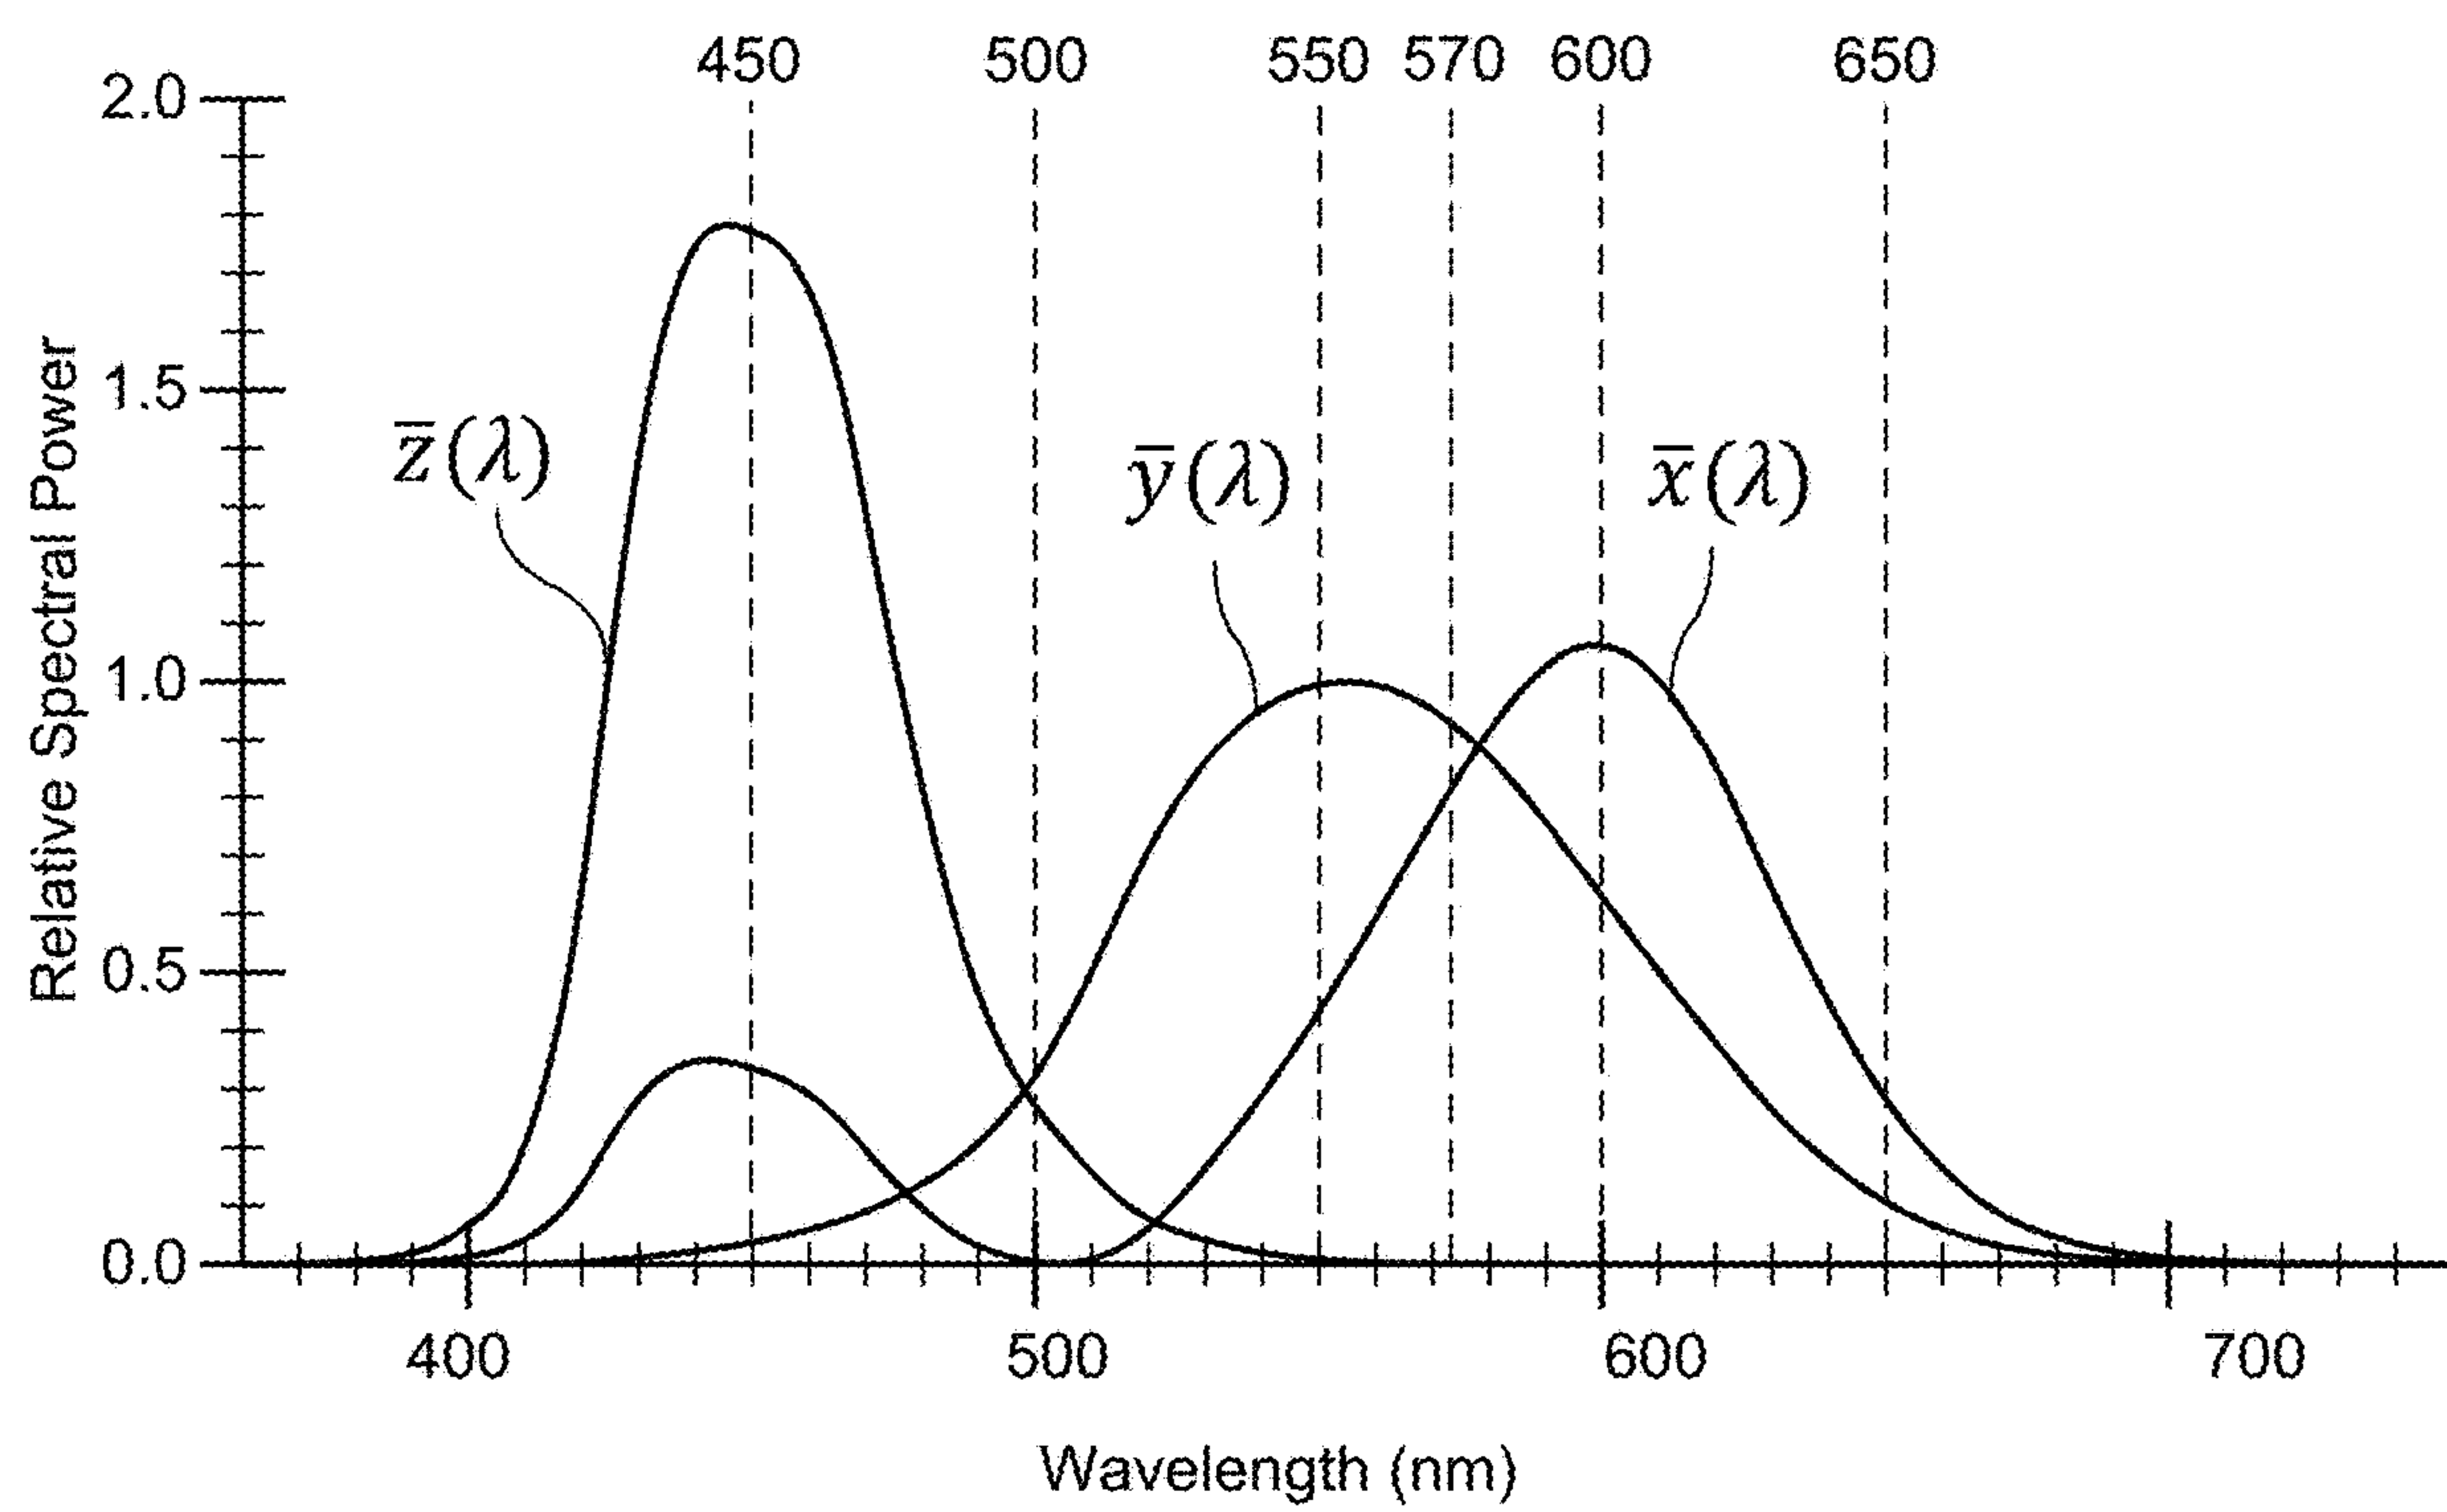 450 500 550 570 600 650
2.0
1.5
1.0
0.5
0.0
Relative Spectral Power
z̅(λ)
y̅(λ)
x̅(λ)
400 500 600 700
Wavelength (nm)